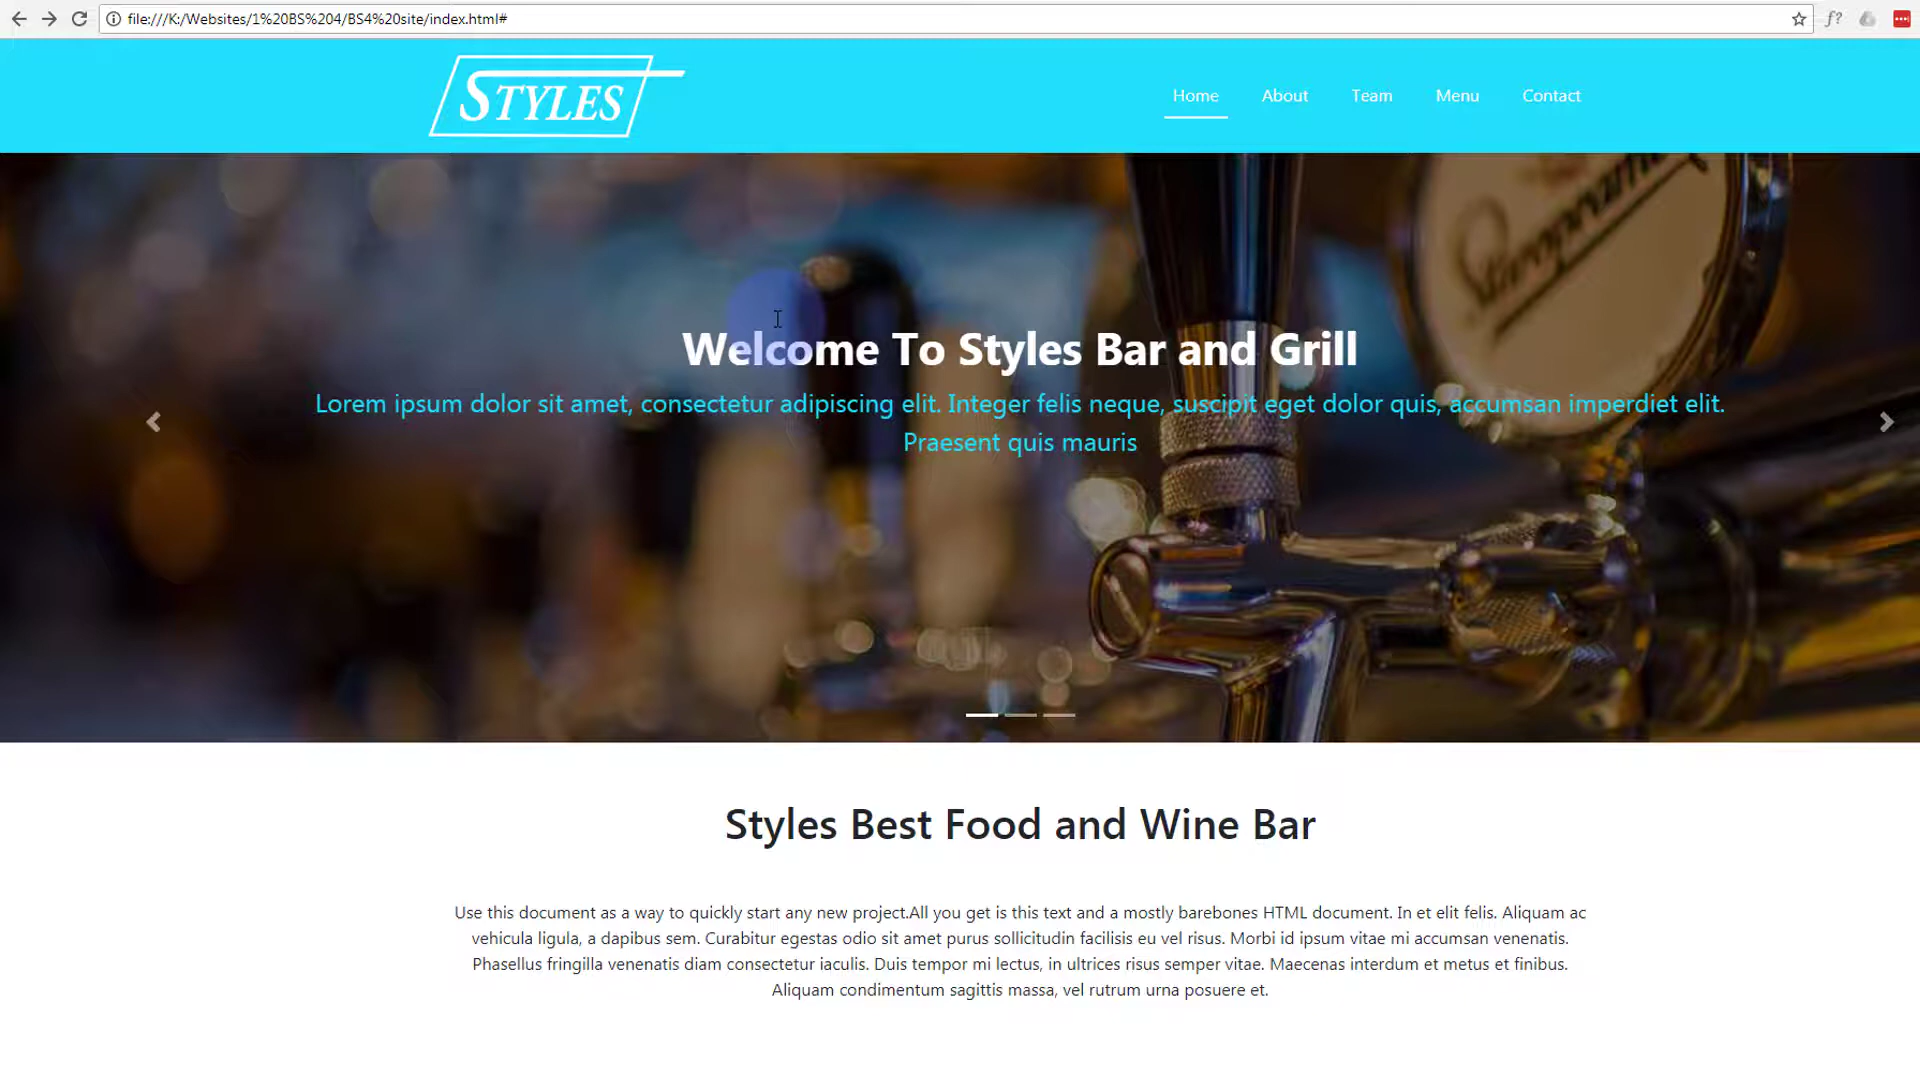 file:///K:/Websites/1%20BS%204/BS4%20site/index.html#
f?
STYLES
Home
About
Team
Menu
Contact
Staropramen
Welcome To Styles Bar and Grill
Lorem ipsum dolor sit amet, consectetur adipiscing elit. Integer felis neque, suscipit eget dolor quis, accumsan imperdiet elit.
Praesent quis mauris
Styles Best Food and Wine Bar
Use this document as a way to quickly start any new project.All you get is this text and a mostly barebones HTML document. In et elit felis. Aliquam ac
vehicula ligula, a dapibus sem. Curabitur egestas odio sit amet purus sollicitudin facilisis eu vel risus. Morbi id ipsum vitae mi accumsan venenatis.
Phasellus fringilla venenatis diam consectetur iaculis. Duis tempor mi lectus, in ultrices risus semper vitae. Maecenas interdum et metus et finibus.
Aliquam condimentum sagittis massa, vel rutrum urna posuere et.